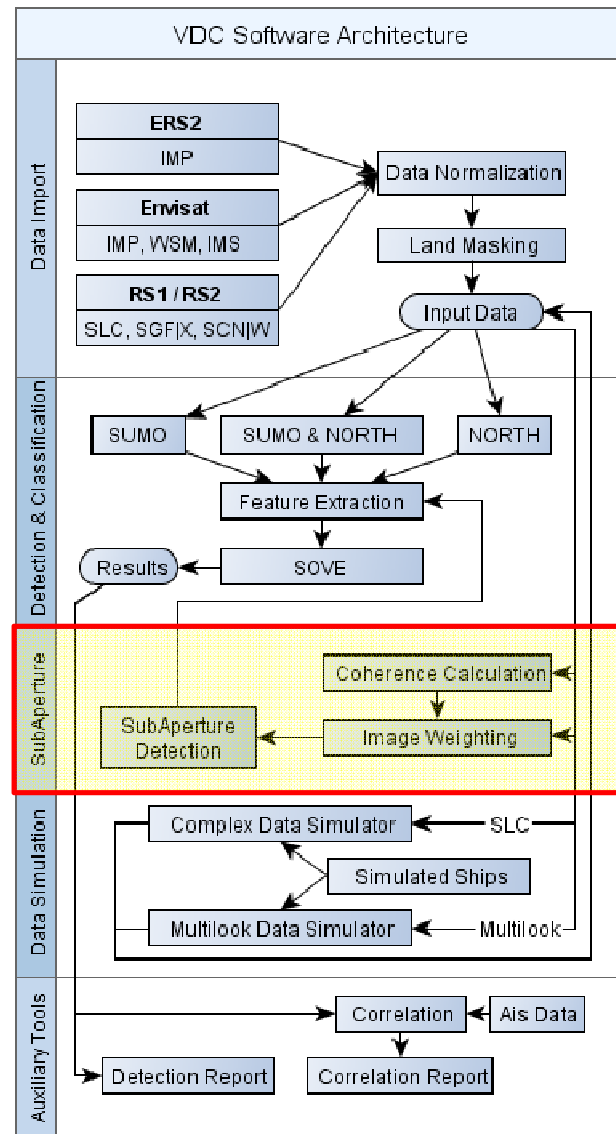 VDC Software Architecture
Data Import
ERS2
IMP
Envisat
IMP, WSM, IMS
RS1 / RS2
SLC, SGF|X, SCN|W
Data Normalization
Land Masking
Input Data
Detection & Classification
SUMO
SUMO & NORTH
NORTH
Feature Extraction
Results
SOVE
SubAperture
Coherence Calculation
SubAperture
Detection
Image Weighting
Data Simulation
Complex Data Simulator
SLC
Simulated Ships
Multilook Data Simulator
Multilook
Auxiliary Tools
Correlation
Ais Data
Detection Report
Correlation Report